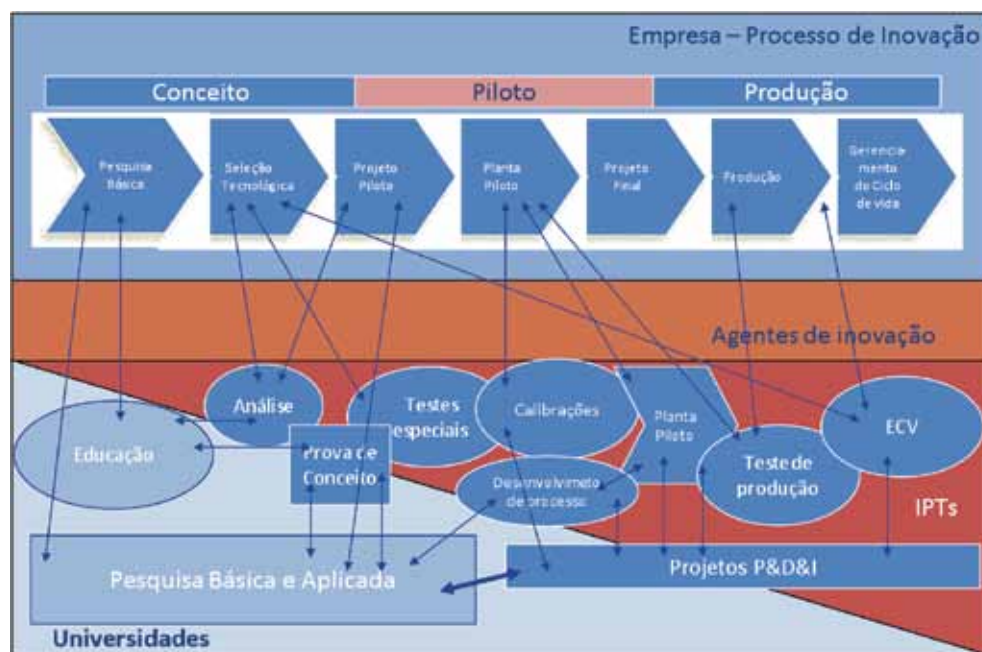 Empresa – Processo de Inovação
Conceito
Piloto
Produção
Pesquisa
Básica
Seleção
Tecnológica
Projeto
Piloto
Planta
Piloto
Projeto
Final
Produção
Gerencia-
mento
do Ciclo
de vida
Agentes de inovação
Educação
Análise
Prova de
Conceito
Testes
especiais
Calibrações
Desenvolvimeto
de processo
Planta
Piloto
Teste de
produção
ECV
IPTs
Pesquisa Básica e Aplicada
Projetos P&D&I
Universidades